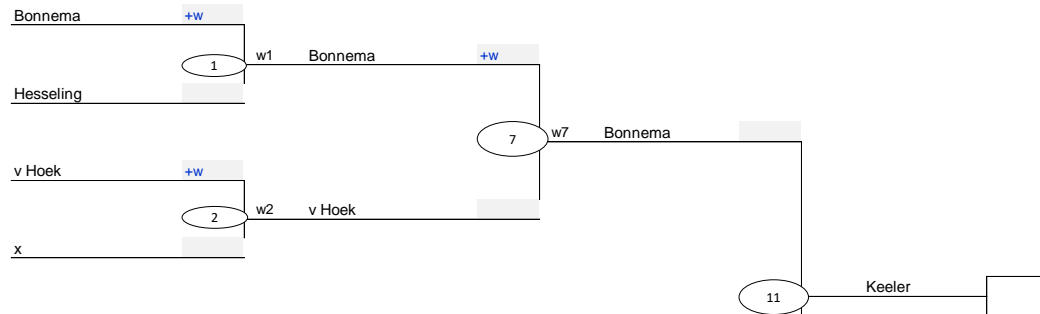 Bonnema +w
1 w1 Bonnema +w
Hesseling
7 w7 Bonnema
v Hoek +w
2 w2 v Hoek
x
11 Keeler